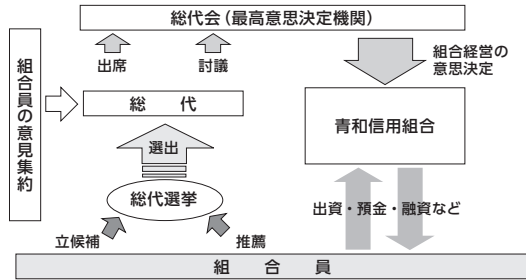 総代会（最高意思決定機関）
出席
討議
組合経営の
意思決定
組合員の意見集約
総　代
青和信用組合
選出
総代選挙
出資・預金・融資など
立候補
推薦
組　合　員